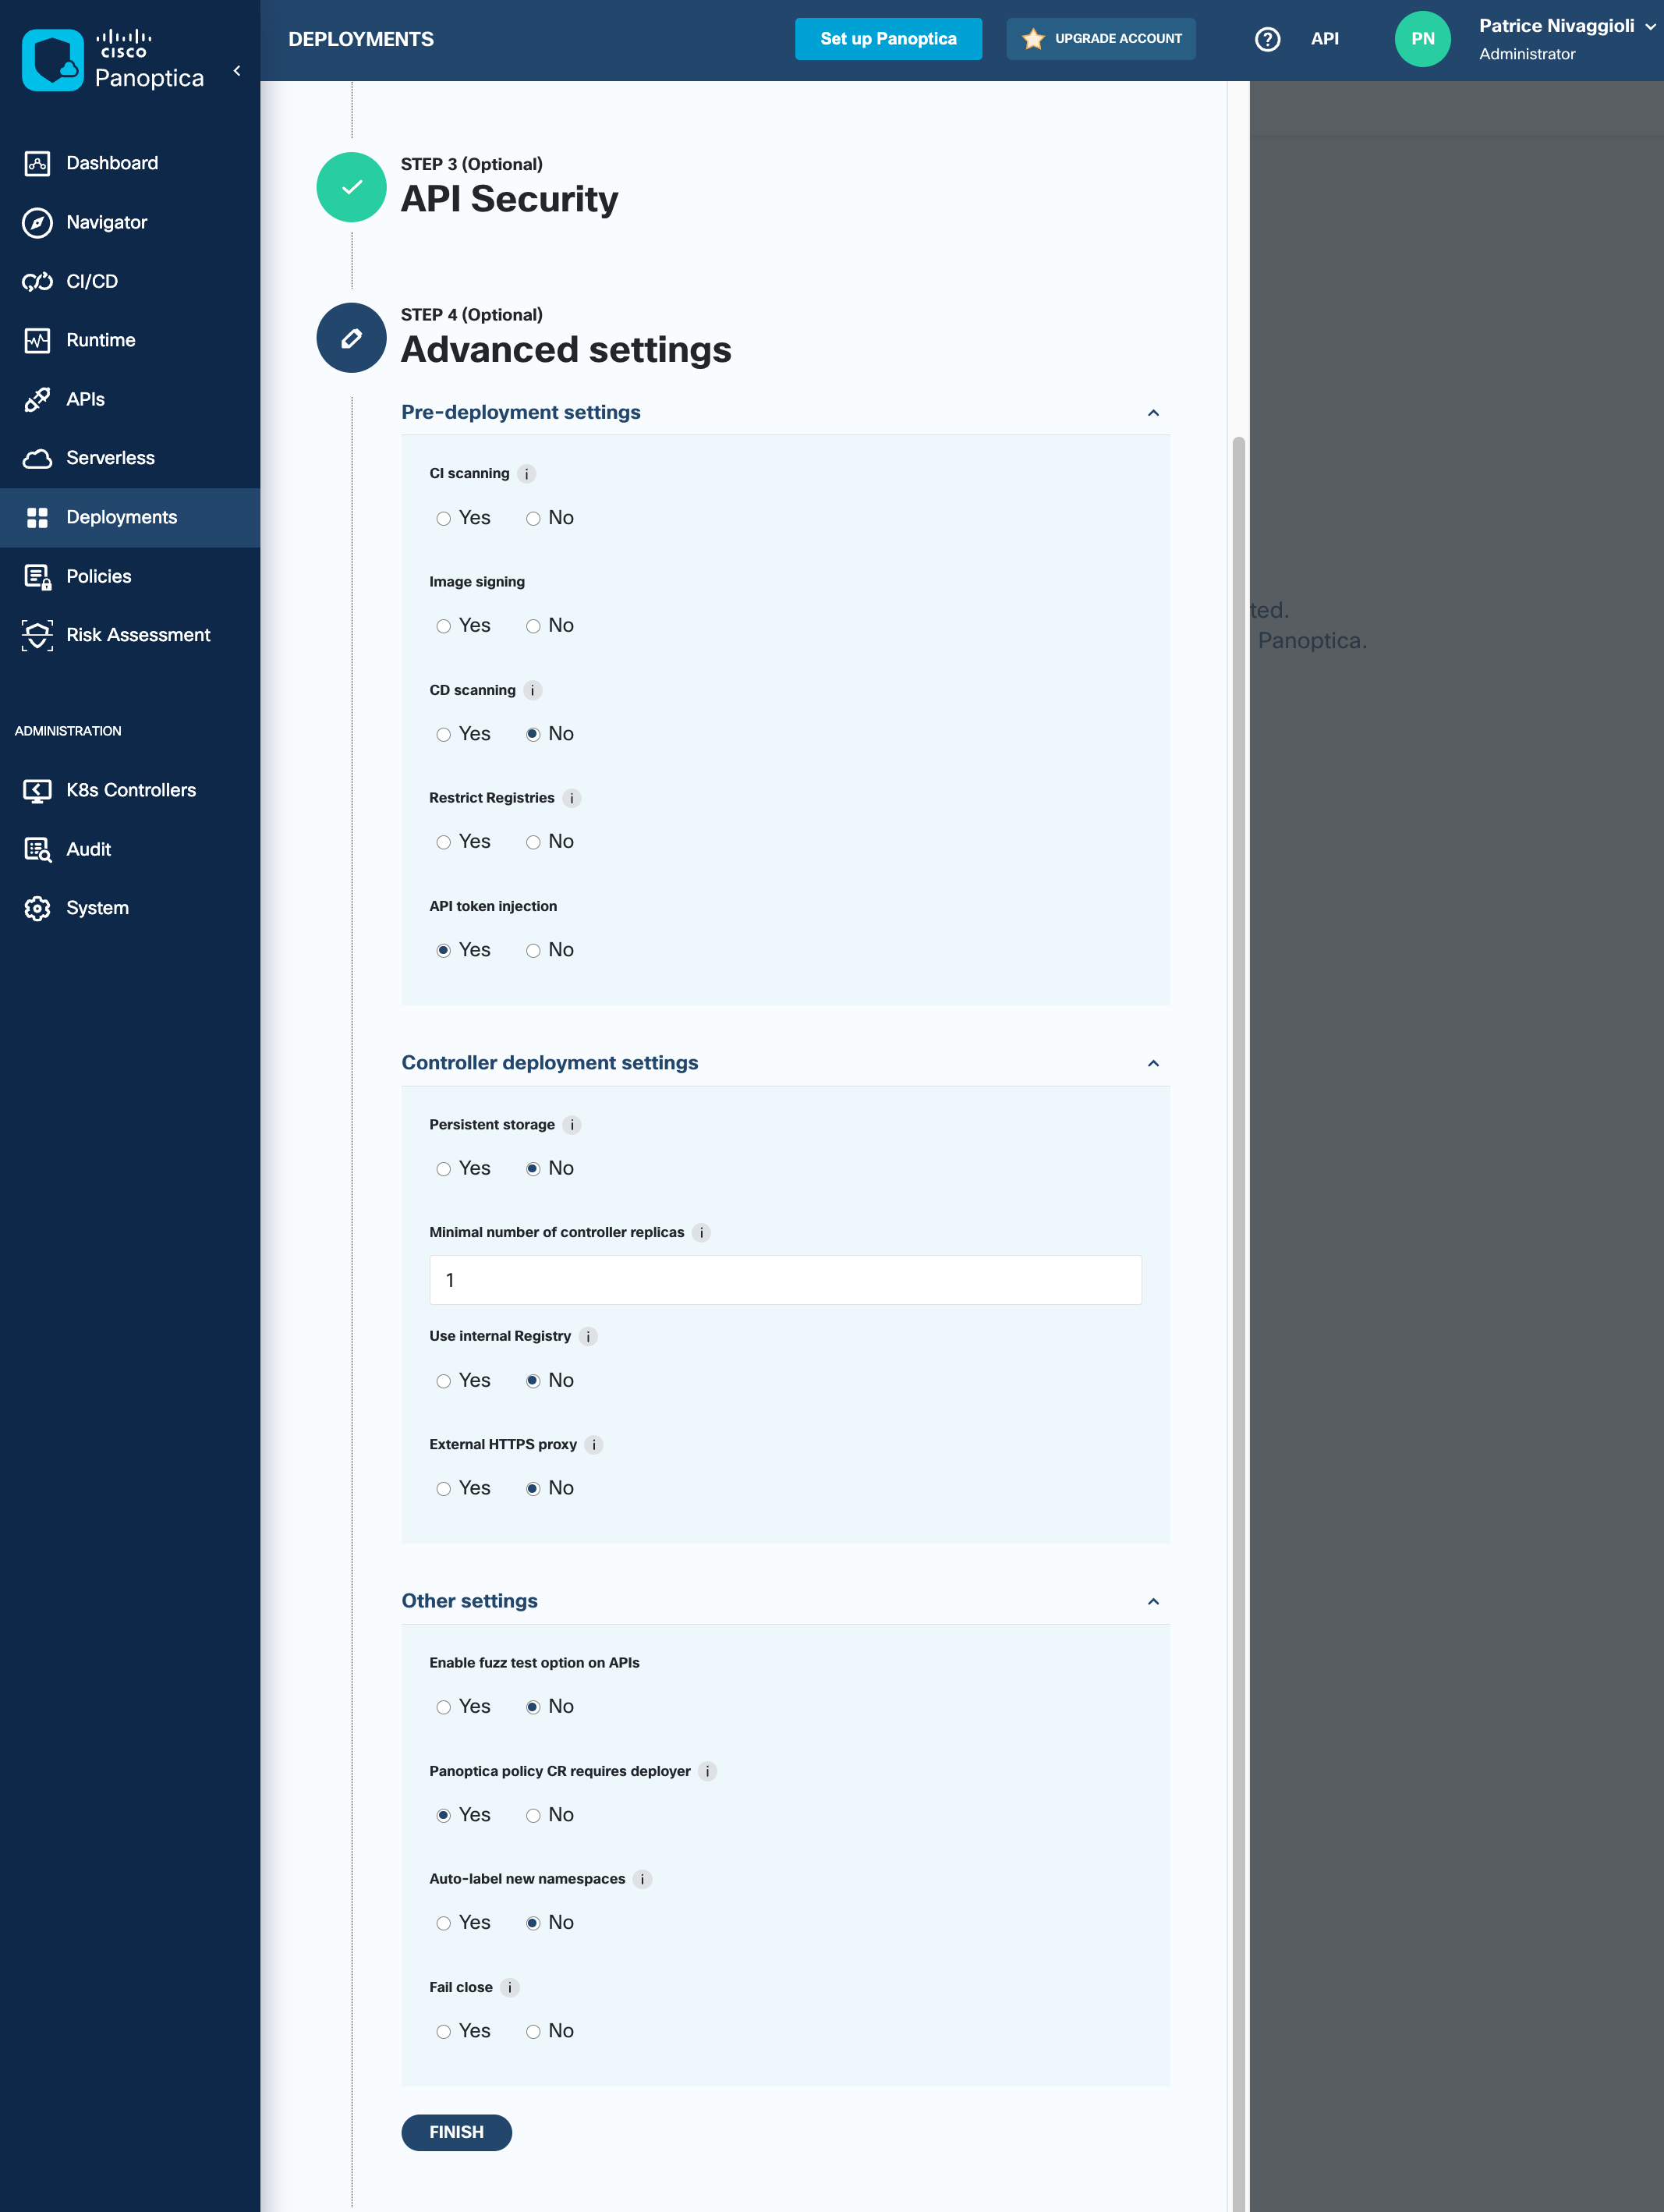 cisco
Panoptica
DEPLOYMENTS
Set up Panoptica
UPGRADE ACCOUNT
?
API
PN
Patrice Nivaggioli
Administrator
Dashboard
Navigator
CI/CD
Runtime
APIs
Serverless
Deployments
Policies
Risk Assessment
ADMINISTRATION
K8s Controllers
Audit
System
STEP 3 (Optional)
API Security
STEP 4 (Optional)
Advanced settings
Pre-deployment settings
CI scanning i
Yes No
Image signing
Yes No
CD scanning i
Yes No
Restrict Registries i
Yes No
API token injection
Yes No
Controller deployment settings
Persistent storage i
Yes No
Minimal number of controller replicas i
1
Use internal Registry i
Yes No
External HTTPS proxy i
Yes No
Other settings
Enable fuzz test option on APIs
Yes No
Panoptica policy CR requires deployer i
Yes No
Auto-label new namespaces i
Yes No
Fail close i
Yes No
FINISH
ted.
Panoptica.